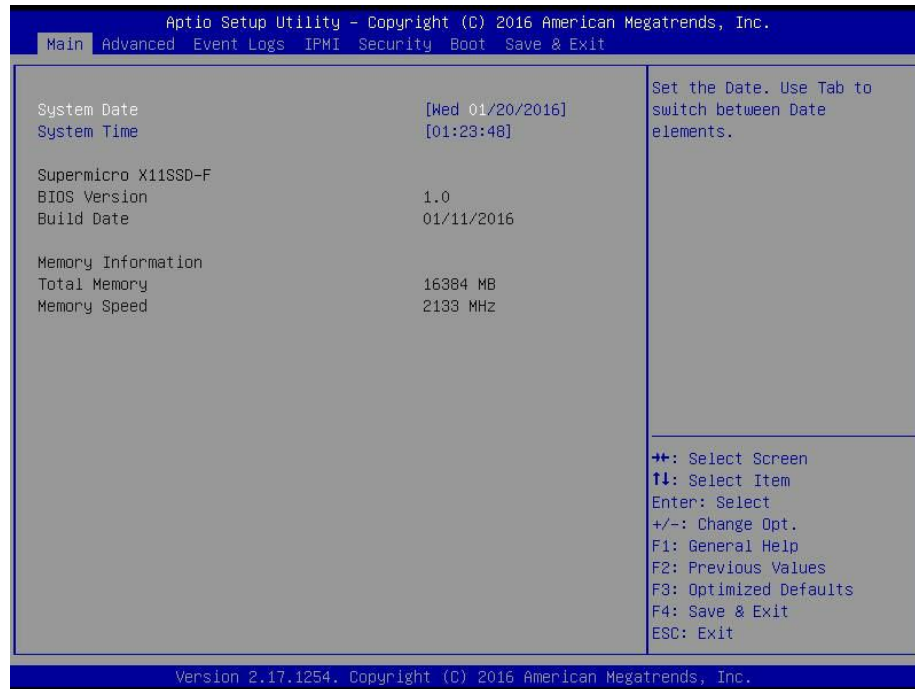 Aptio Setup Utility – Copyright (C) 2016 American Megatrends, Inc.
Main Advanced Event Logs IPMI Security Boot Save & Exit
System Date [Wed 01/20/2016]
System Time [01:23:48]
Supermicro X11SSD-F
BIOS Version 1.0
Build Date 01/11/2016
Memory Information
Total Memory 16384 MB
Memory Speed 2133 MHz
Set the Date. Use Tab to
switch between Date
elements.
→←: Select Screen
↑↓: Select Item
Enter: Select
+/-: Change Opt.
F1: General Help
F2: Previous Values
F3: Optimized Defaults
F4: Save & Exit
ESC: Exit
Version 2.17.1254. Copyright (C) 2016 American Megatrends, Inc.